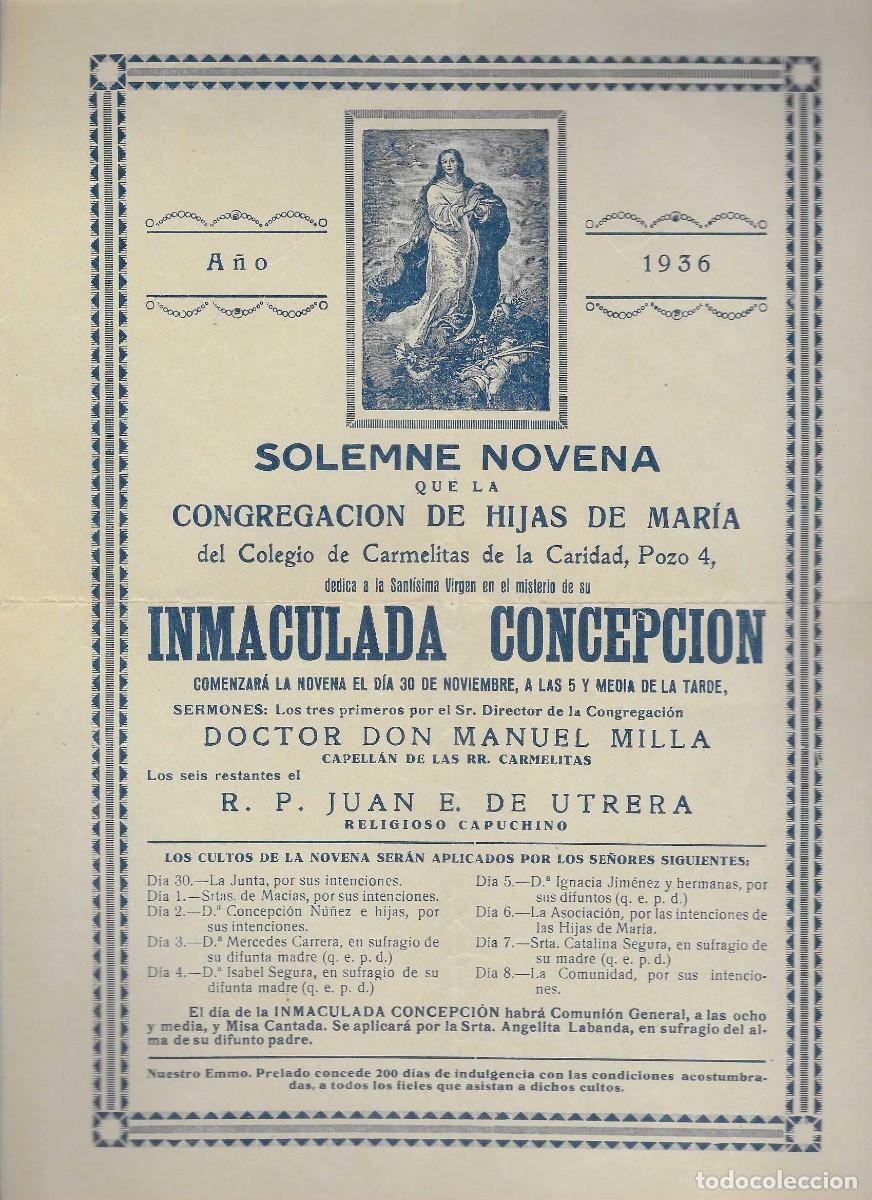 Año
1936
SOLEMNE NOVENA
QUE LA
CONGREGACION DE HIJAS DE MARÍA
del Colegio de Carmelitas de la Caridad, Pozo 4,
dedica a la Santísima Virgen en el misterio de su
INMACULADA CONCEPCION
COMENZARÁ LA NOVENA EL DÍA 30 DE NOVIEMBRE, A LAS 5 Y MEDIA DE LA TARDE,
SERMONES: Los tres primeros por el Sr. Director de la Congregación
DOCTOR DON MANUEL MILLA
CAPELLÁN DE LAS RR. CARMELITAS
Los seis restantes el
R. P. JUAN E. DE UTRERA
RELIGIOSO CAPUCHINO
LOS CULTOS DE LA NOVENA SERÁN APLICADOS POR LOS SEÑORES SIGUIENTES:
Día 30.—La Junta, por sus intenciones.
Día 1.—Srtas. de Macías, por sus intenciones.
Día 2.—D.ª Concepción Núñez e hijas, por
sus intenciones.
Día 3.—D.ª Mercedes Carrera, en sufragio de
su difunta madre (q. e. p. d.)
Día 4.—D.ª Isabel Segura, en sufragio de su
difunta madre (q. e. p. d.)
Día 5.—D.ª Ignacia Jiménez y hermanas, por
sus difuntos (q. e. p. d.)
Día 6.—La Asociación, por las intenciones de
las Hijas de María.
Día 7.—Srta. Catalina Segura, en sufragio de
su madre (q. e. p. d.)
Día 8.—La Comunidad, por sus intencio-
nes.
El día de la INMACULADA CONCEPCIÓN habrá Comunión General, a las ocho
y media, y Misa Cantada. Se aplicará por la Srta. Angelita Labanda, en sufragio del al-
ma de su difunto padre.
Nuestro Emmo. Prelado concede 200 días de indulgencia con las condiciones acostumbra-
das, a todos los fieles que asistan a dichos cultos.
todocoleccion